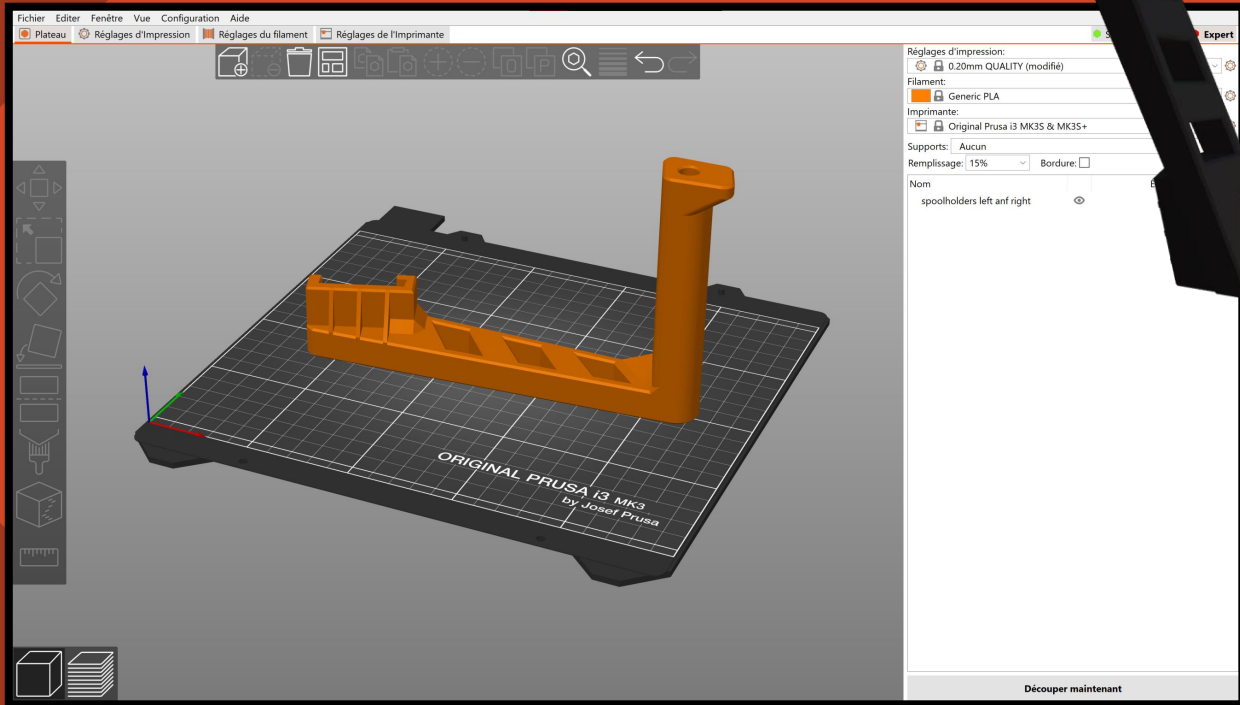 Fichier Editer Fenêtre Vue Configuration Aide
Plateau Réglages d'Impression Réglages du filament Réglages de l'Imprimante
Expert
Réglages d'impression:
0.20mm QUALITY (modifié)
Filament:
Generic PLA
Imprimante:
Original Prusa i3 MK3S & MK3S+
Supports: Aucun
Remplissage: 15% Bordure:
Nom
spoolholders left anf right
ORIGINAL PRUSA i3 MK3
by Josef Prusa
Découper maintenant